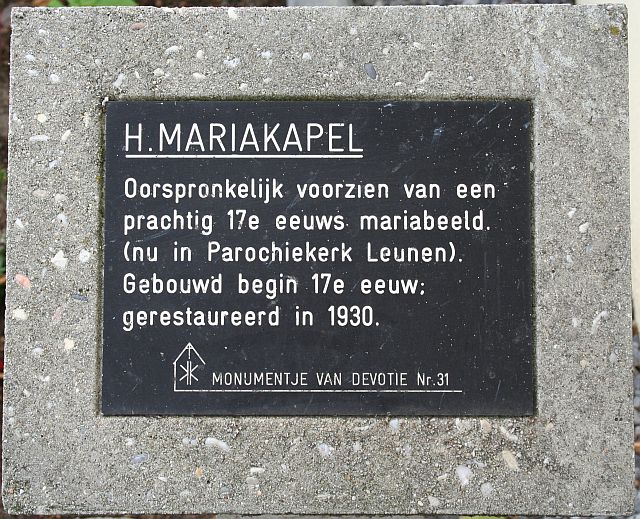 H.MARIAKAPEL
Oorspronkelijk voorzien van een
prachtig 17e eeuws mariabeeld.
(nu in Parochiekerk Leunen).
Gebouwd begin 17e eeuw;
gerestaureerd in 1930.
MONUMENTJE VAN DEVOTIE Nr.31